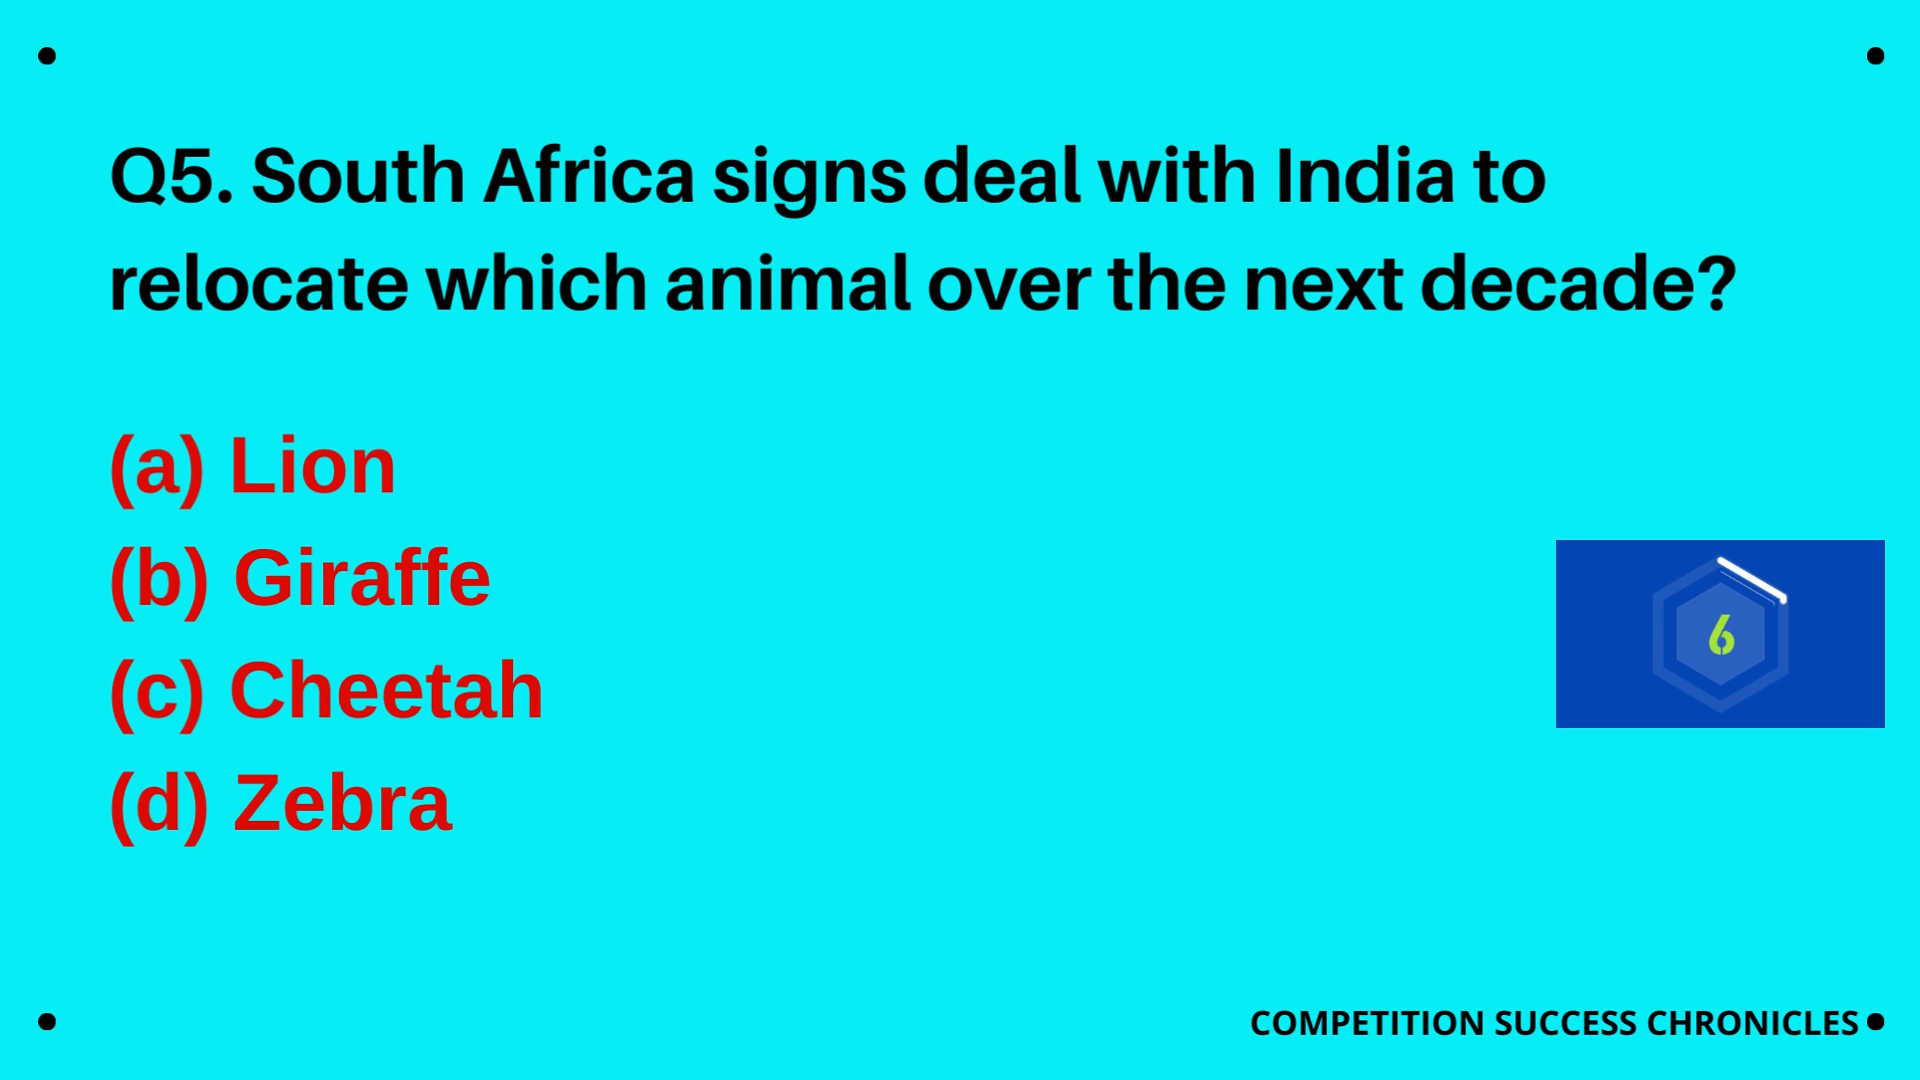 Q5. South Africa signs deal with India to
relocate which animal over the next decade?
(a) Lion
(b) Giraffe
(c) Cheetah
(d) Zebra
6
COMPETITION SUCCESS CHRONICLES